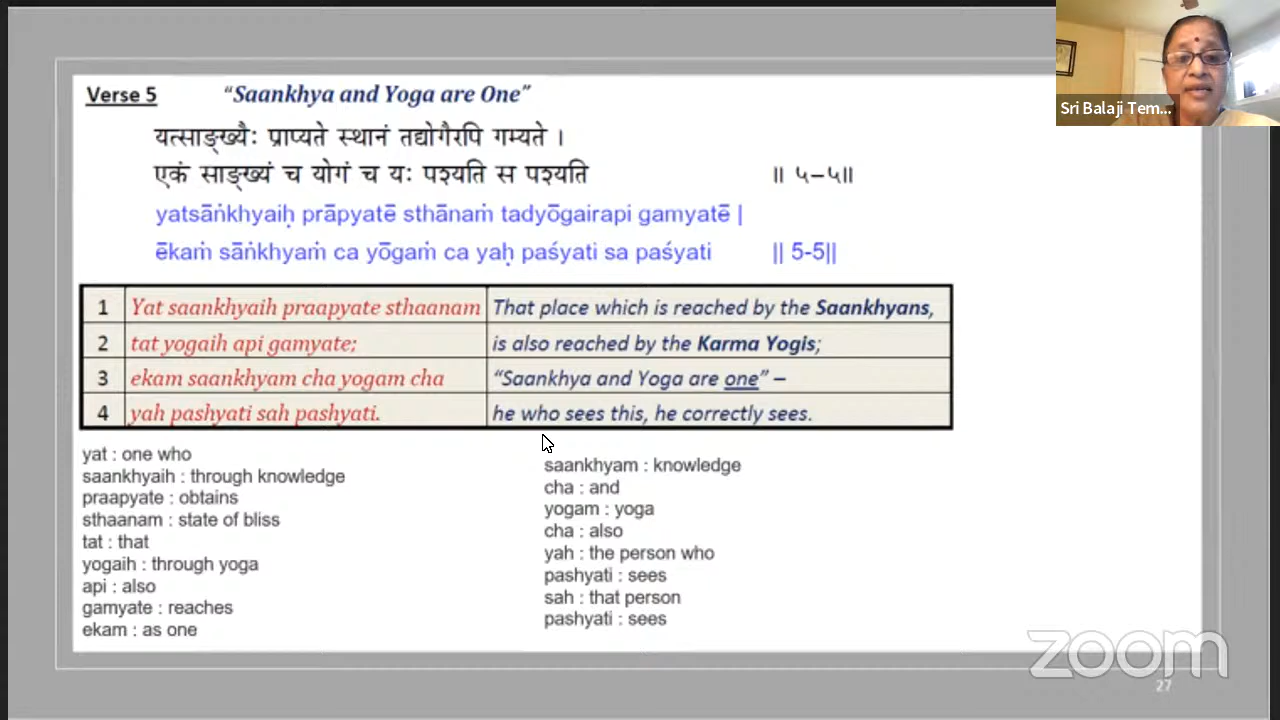 Verse 5 "Saankhya and Yoga are One"
यत्साङ्ख्यैः प्राप्यते स्थानं तद्योगैरपि गम्यते ।
एकं साङ्ख्यं च योगं च यः पश्यति स पश्यति ॥ ५-५॥
yatsāṅkhyaiḥ prāpyatē sthānaṁ tadyōgairapi gamyatē |
ēkaṁ sāṅkhyaṁ ca yōgaṁ ca yaḥ paśyati sa paśyati || 5-5||
1 Yat saankhyaih praapyate sthaanam That place which is reached by the Saankhyans,
2 tat yogaih api gamyate; is also reached by the Karma Yogis;
3 ekam saankhyam cha yogam cha "Saankhya and Yoga are one" –
4 yah pashyati sah pashyati. he who sees this, he correctly sees.
yat : one who
saankhyaih : through knowledge
praapyate : obtains
sthaanam : state of bliss
tat : that
yogaih : through yoga
api : also
gamyate : reaches
ekam : as one
saankhyam : knowledge
cha : and
yogam : yoga
cha : also
yah : the person who
pashyati : sees
sah : that person
pashyati : sees
Sri Balaji Tem...
zoom
27